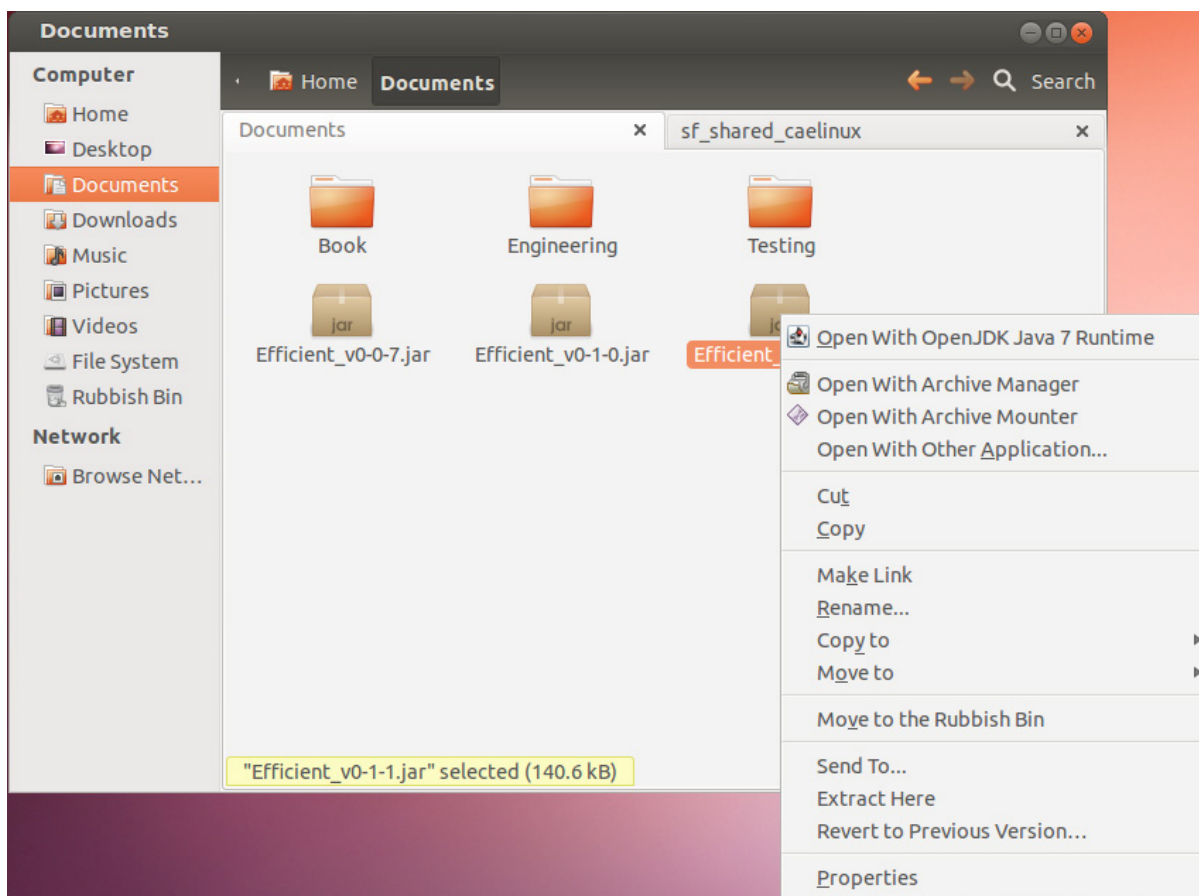 Documents
Computer
Home
Desktop
Documents
Downloads
Music
Pictures
Videos
File System
Rubbish Bin
Network
Browse Net...
Home Documents Search
Documents sf_shared_caelinux
Book Engineering Testing
jar jar
Efficient_v0-0-7.jar Efficient_v0-1-0.jar Efficient_
"Efficient_v0-1-1.jar" selected (140.6 kB)
Open With OpenJDK Java 7 Runtime
Open With Archive Manager
Open With Archive Mounter
Open With Other Application...
Cut
Copy
Make Link
Rename...
Copy to
Move to
Move to the Rubbish Bin
Send To...
Extract Here
Revert to Previous Version...
Properties